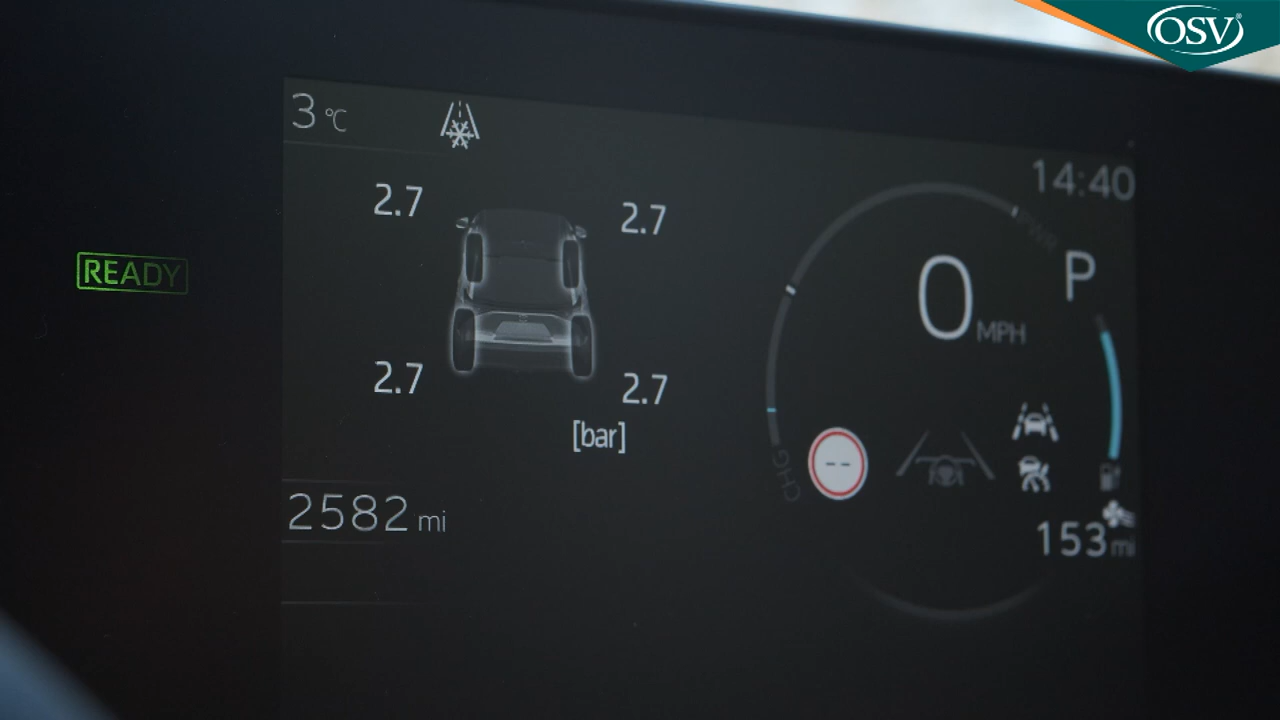 OSV®
3 °C
14:40
2.7 2.7
READY
0 MPH
P
2.7 2.7
[bar]
--
CHG
2582 mi
153 mi